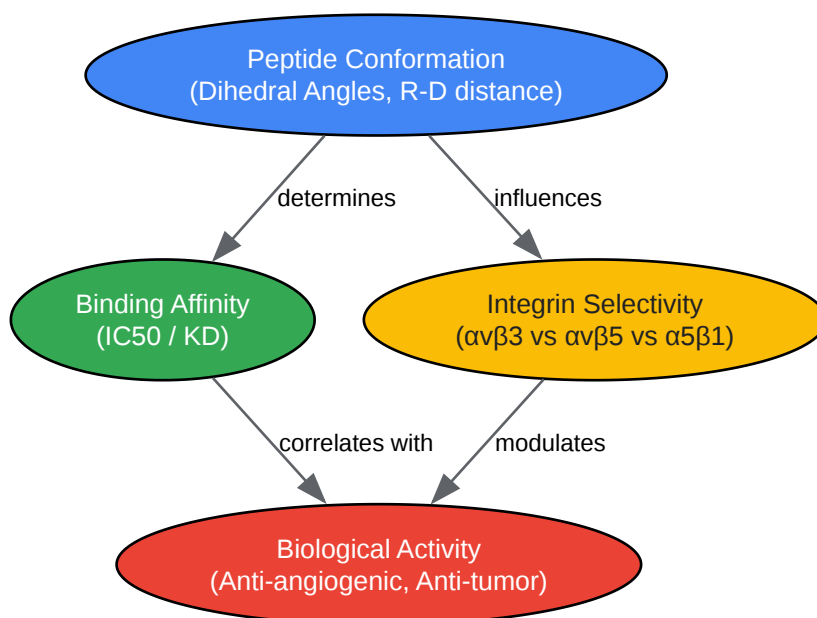 Peptide Conformation
(Dihedral Angles, R-D distance)
determines
influences
Binding Affinity
(IC50 / KD)
Integrin Selectivity
(αvβ3 vs αvβ5 vs α5β1)
correlates with
modulates
Biological Activity
(Anti-angiogenic, Anti-tumor)